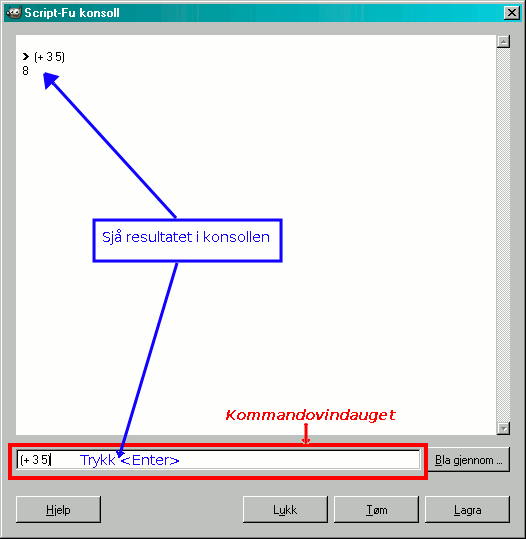 Script-Fu konsoll
> (+ 3 5)
8
Sjå resultatet i konsollen
Kommandovindauget
(+ 3 5) Trykk <Enter>
Bla gjennom ...
Hjelp Lykk Tøm Lagra